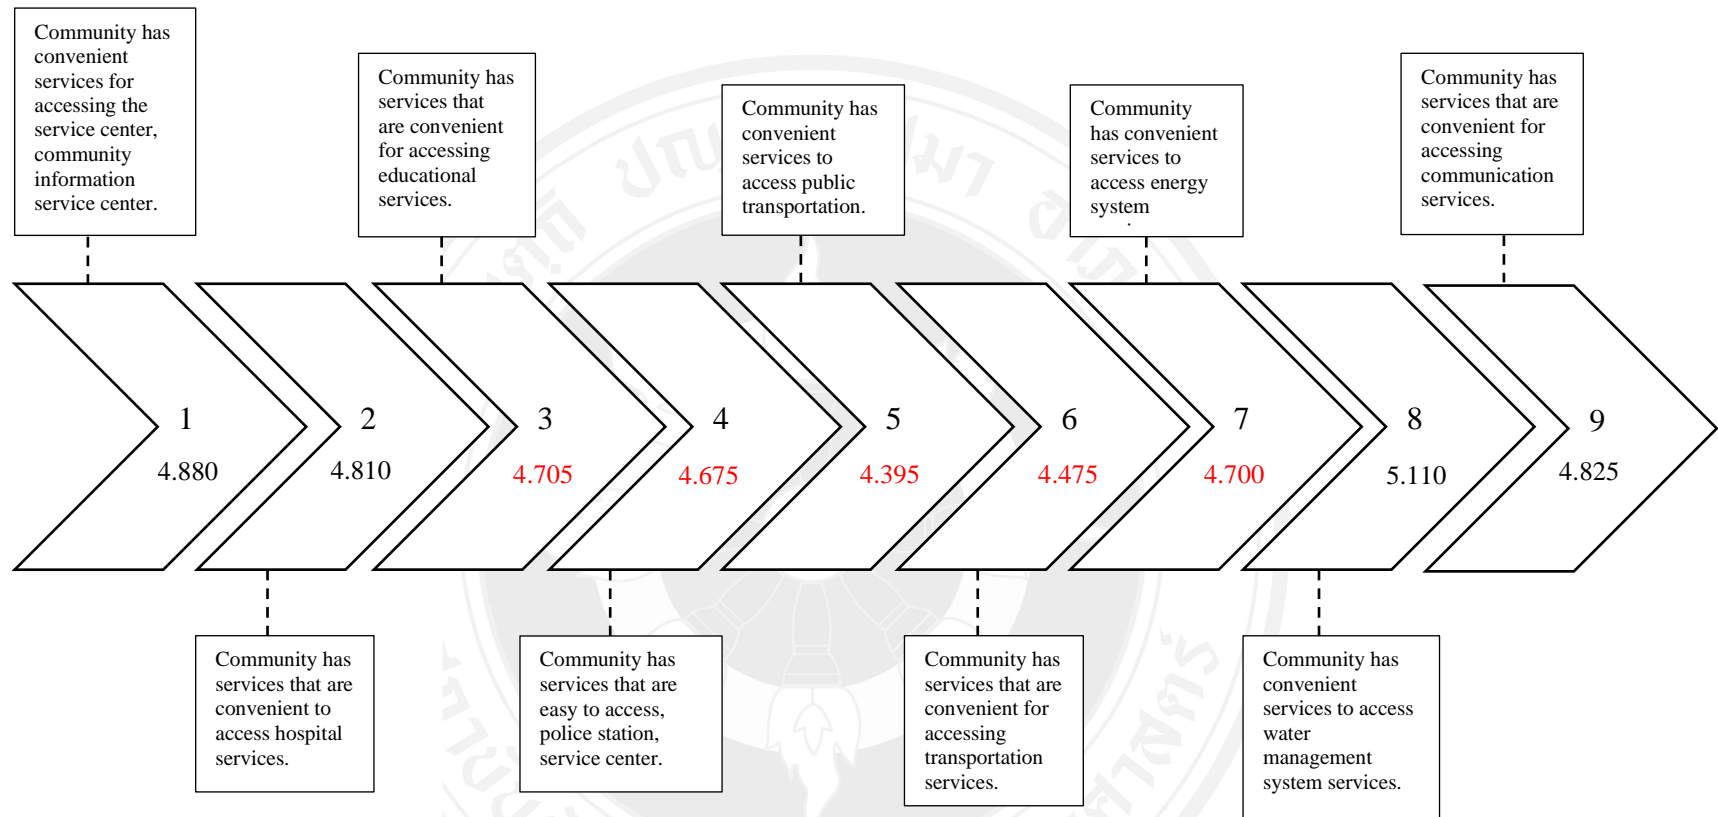 Community has
convenient
services for
accessing the
service center,
community
information
service center.
Community has
services that
are convenient
for accessing
educational
services.
Community has
convenient
services to
access public
transportation.
Community
has convenient
services to
access energy
system
Community has
services that are
convenient for
accessing
communication
services.
1
4.880
2
4.810
3
4.705
4
4.675
5
4.395
6
4.475
7
4.700
8
5.110
9
4.825
Community has
services that are
convenient to
access hospital
services.
Community has
services that are
easy to access,
police station,
service center.
Community has
services that are
convenient for
accessing
transportation
services.
Community has
convenient
services to access
water
management
system services.